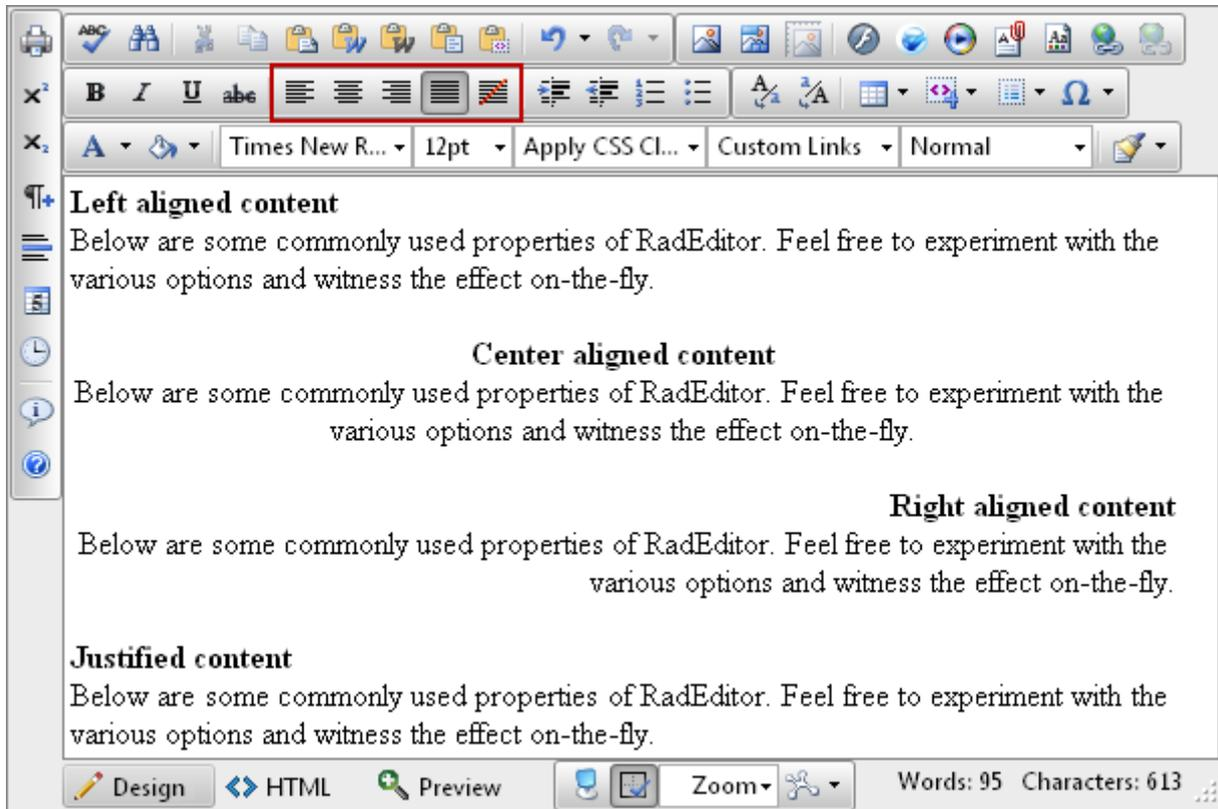 ABC
B I U abc
A Times New R... 12pt Apply CSS Cl... Custom Links Normal
Left aligned content
Below are some commonly used properties of RadEditor. Feel free to experiment with the
various options and witness the effect on-the-fly.
Center aligned content
Below are some commonly used properties of RadEditor. Feel free to experiment with the
various options and witness the effect on-the-fly.
Right aligned content
Below are some commonly used properties of RadEditor. Feel free to experiment with the
various options and witness the effect on-the-fly.
Justified content
Below are some commonly used properties of RadEditor. Feel free to experiment with the
various options and witness the effect on-the-fly.
Design HTML Preview Zoom Words: 95 Characters: 613